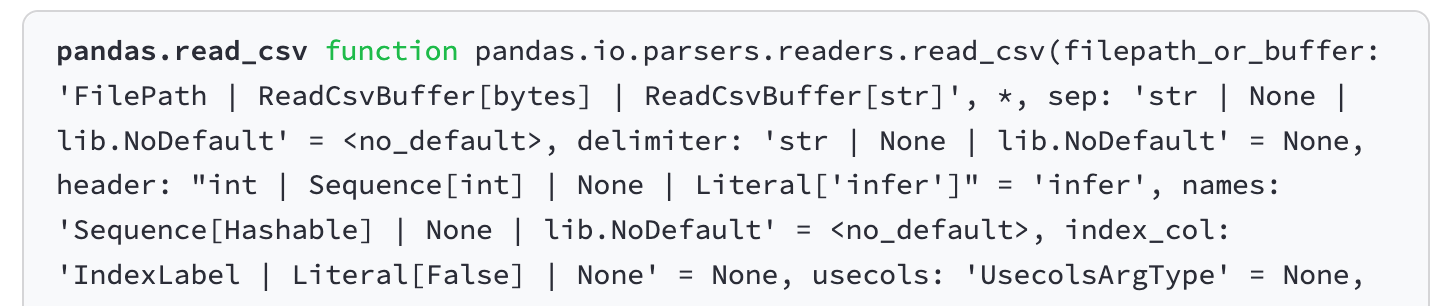 pandas.read_csv function pandas.io.parsers.readers.read_csv(filepath_or_buffer:
'FilePath | ReadCsvBuffer[bytes] | ReadCsvBuffer[str]', *, sep: 'str | None |
lib.NoDefault' = <no_default>, delimiter: 'str | None | lib.NoDefault' = None,
header: "int | Sequence[int] | None | Literal['infer']" = 'infer', names:
'Sequence[Hashable] | None | lib.NoDefault' = <no_default>, index_col:
'IndexLabel | Literal[False] | None' = None, usecols: 'UsecolsArgType' = None,